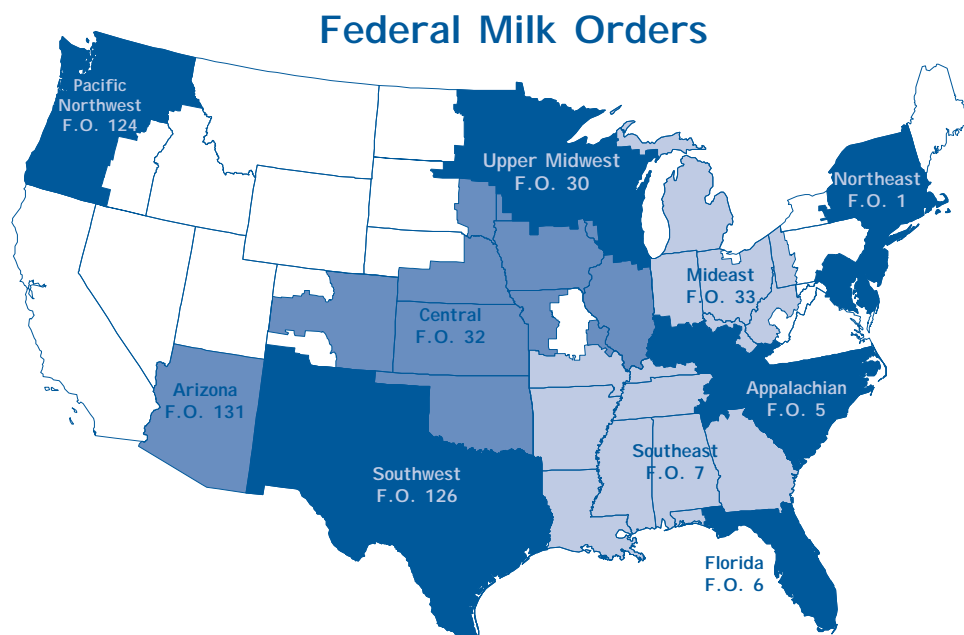 Federal Milk Orders
Pacific
Northwest
F.O. 124
Upper Midwest
F.O. 30
Northeast
F.O. 1
Mideast
F.O. 33
Central
F.O. 32
Arizona
F.O. 131
Appalachian
F.O. 5
Southeast
F.O. 7
Southwest
F.O. 126
Florida
F.O. 6